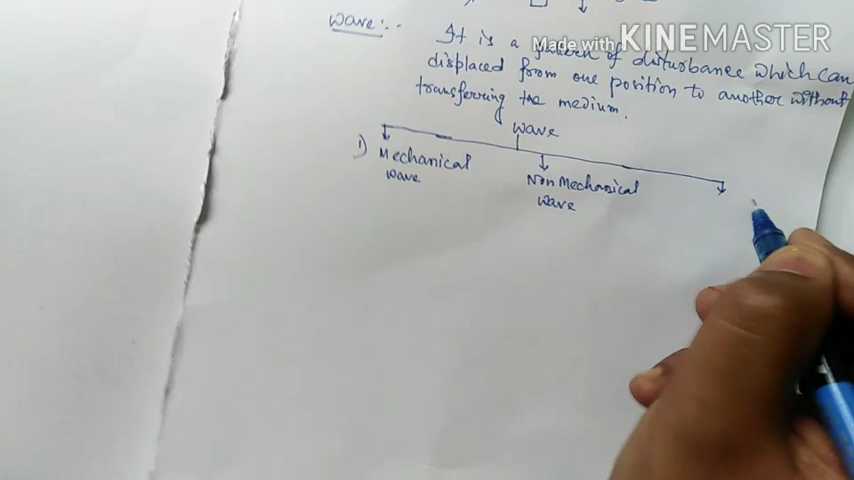 Wave:-
Made with KINEMASTER
It is a pattern of disturbance which can
displaced from one position to another without
transferring the medium.
wave
1) Mechanical
wave
Non Mechanical
wave